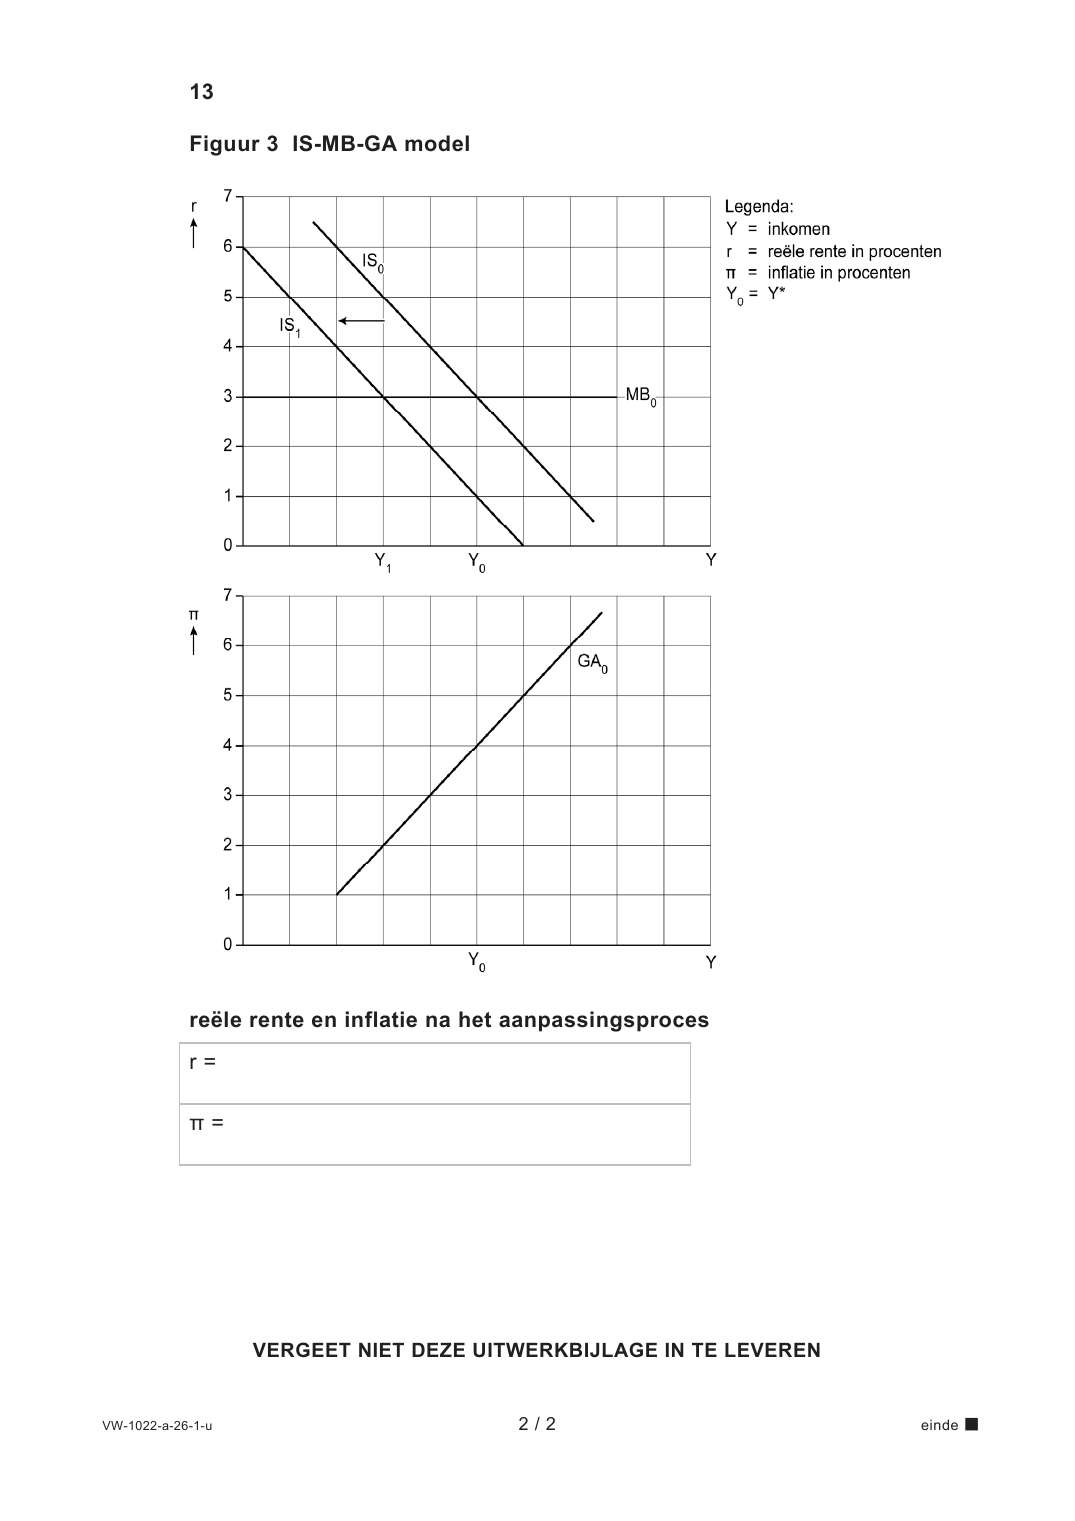 13
Figuur 3  IS-MB-GA model
r
7
6
5
4
3
2
1
0
IS0
IS1
MB0
Y1
Y0
Y
Legenda:
Y = inkomen
r = reële rente in procenten
π = inflatie in procenten
Y0 = Y*
π
7
6
5
4
3
2
1
0
GA0
Y0
Y
reële rente en inflatie na het aanpassingsproces
r =
π =
VERGEET NIET DEZE UITWERKBIJLAGE IN TE LEVEREN
VW-1022-a-26-1-u
2 / 2
einde ■